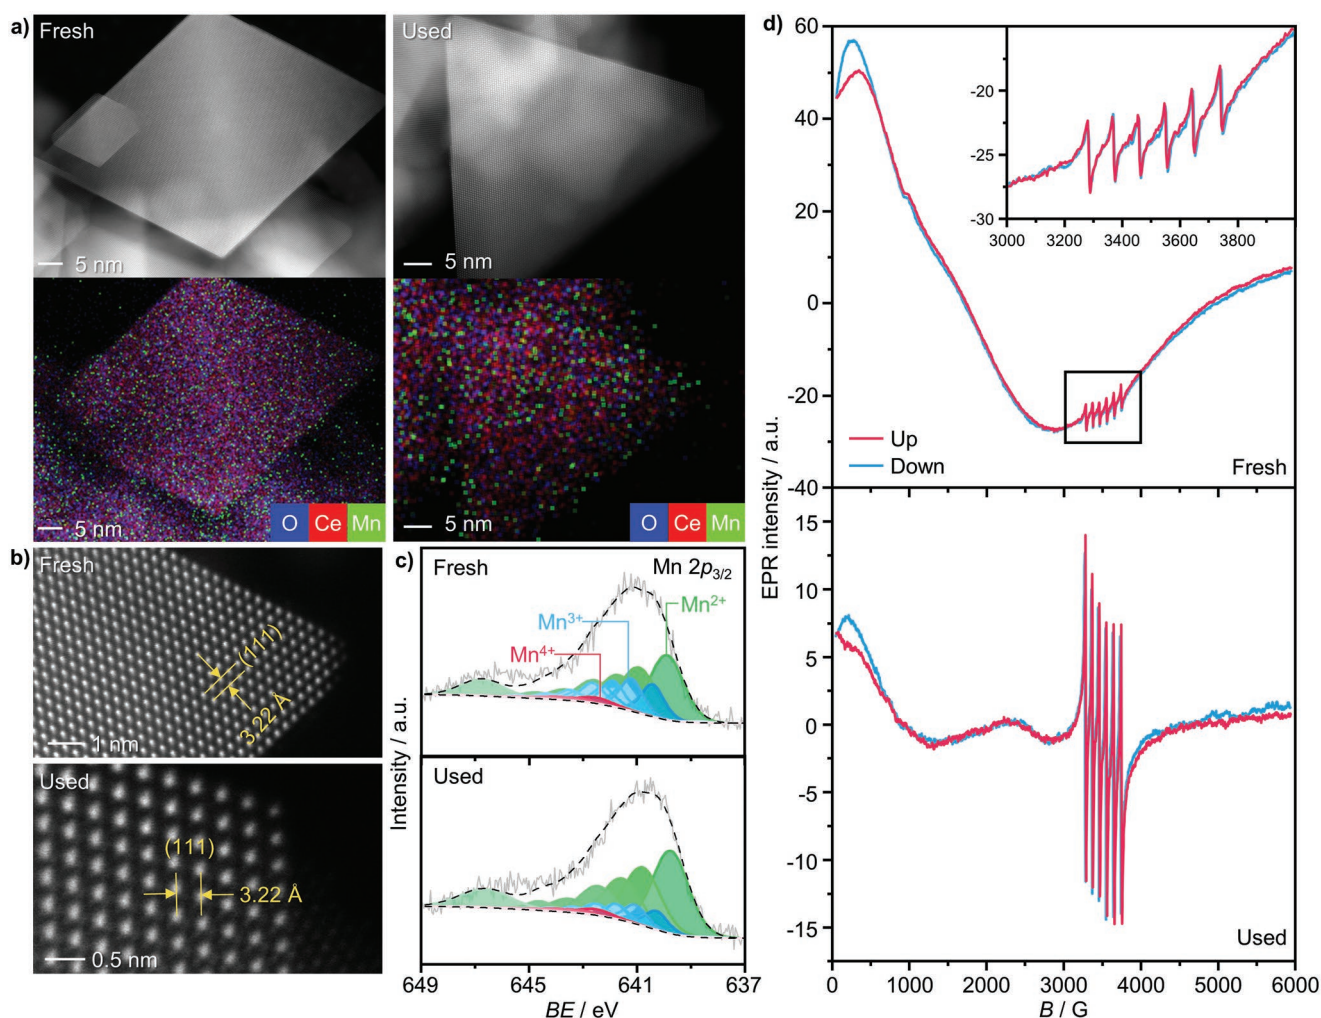 a)
Fresh
5 nm
Used
5 nm
5 nm
O Ce Mn
5 nm
O Ce Mn
b)
Fresh
(111)
3.22 Å
1 nm
Used
(111)
3.22 Å
0.5 nm
c)
Fresh
Mn 2p3/2
Mn2+
Mn3+
Mn4+
Used
Intensity / a.u.
649 645 641 637
BE / eV
d)
60
40
20
0
-20
-40
-20
-25
-30
3000 3200 3400 3600 3800
Up
Down
Fresh
EPR intensity / a.u.
15
10
5
0
-5
-10
-15
Used
0 1000 2000 3000 4000 5000 6000
B / G